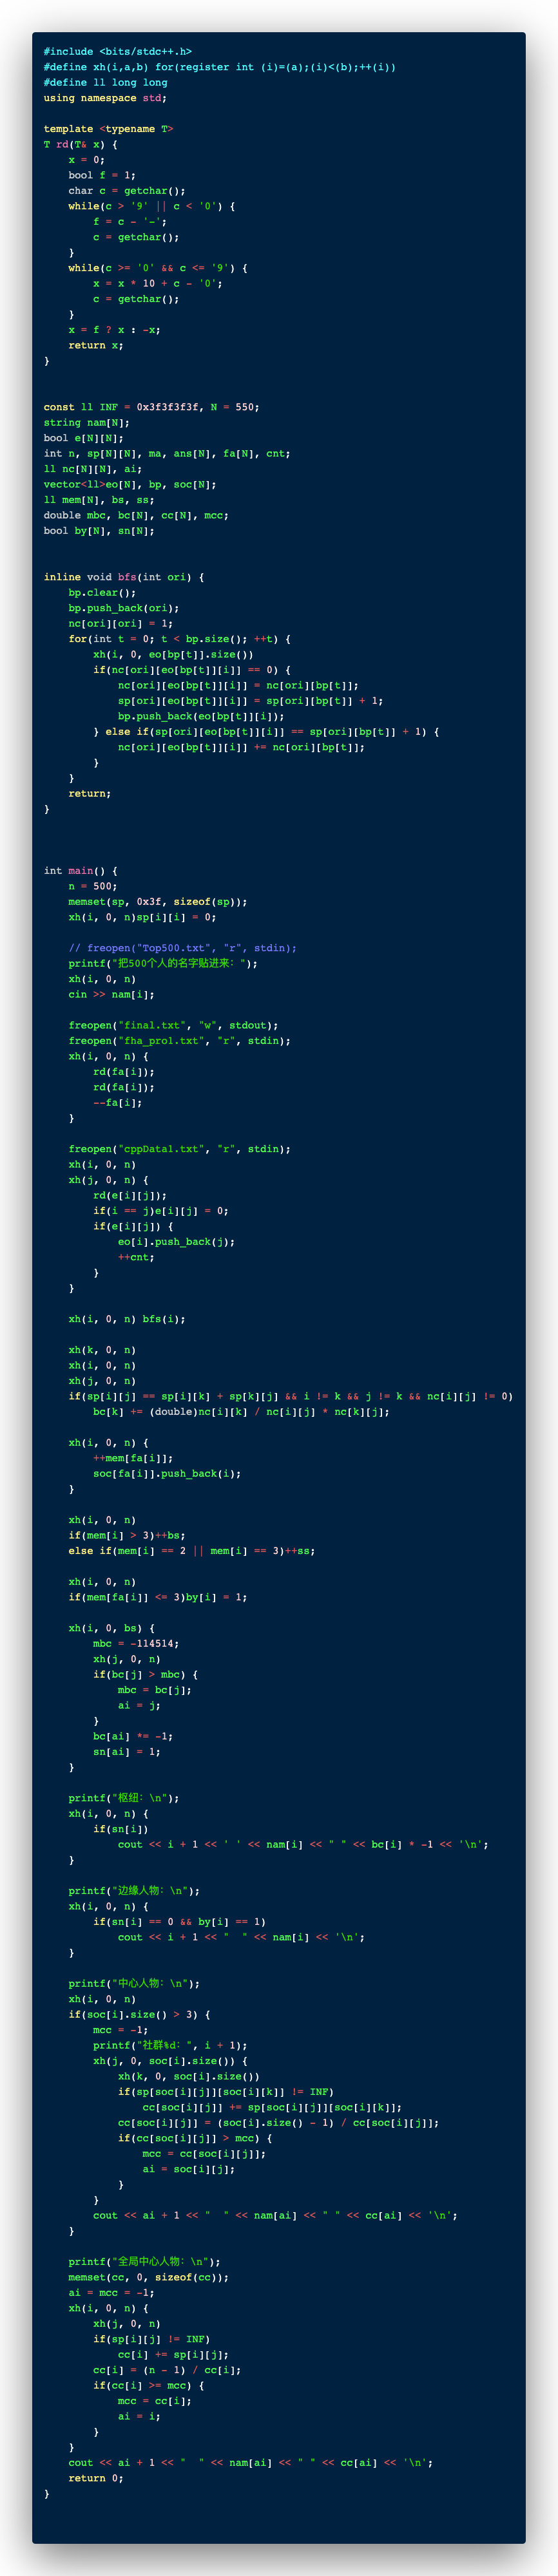 #include <bits/stdc++.h>
#define xh(i,a,b) for(register int (i)=(a);(i)<(b);++(i))
#define ll long long
using namespace std;

template <typename T>
T rd(T& x) {
    x = 0;
    bool f = 1;
    char c = getchar();
    while(c > '9' || c < '0') {
        f = c - '-';
        c = getchar();
    }
    while(c >= '0' && c <= '9') {
        x = x * 10 + c - '0';
        c = getchar();
    }
    x = f ? x : -x;
    return x;
}

const ll INF = 0x3f3f3f3f, N = 550;
string nam[N];
bool e[N][N];
int n, sp[N][N], ma, ans[N], fa[N], cnt;
ll nc[N][N], ai;
vector<ll>eo[N], bp, soc[N];
ll mem[N], bs, ss;
double mbc, bc[N], cc[N], mcc;
bool by[N], sn[N];

inline void bfs(int ori) {
    bp.clear();
    bp.push_back(ori);
    nc[ori][ori] = 1;
    for(int t = 0; t < bp.size(); ++t) {
        xh(i, 0, eo[bp[t]].size())
        if(nc[ori][eo[bp[t]][i]] == 0) {
            nc[ori][eo[bp[t]][i]] = nc[ori][bp[t]];
            sp[ori][eo[bp[t]][i]] = sp[ori][bp[t]] + 1;
            bp.push_back(eo[bp[t]][i]);
        } else if(sp[ori][eo[bp[t]][i]] == sp[ori][bp[t]] + 1) {
            nc[ori][eo[bp[t]][i]] += nc[ori][bp[t]];
        }
    }
    return;
}

int main() {
    n = 500;
    memset(sp, 0x3f, sizeof(sp));
    xh(i, 0, n)sp[i][i] = 0;

    // freopen("Top500.txt", "r", stdin);
    printf("把500个人的名字贴进来：");
    xh(i, 0, n)
    cin >> nam[i];

    freopen("final.txt", "w", stdout);
    freopen("fha_pro1.txt", "r", stdin);
    xh(i, 0, n) {
        rd(fa[i]);
        rd(fa[i]);
        --fa[i];
    }

    freopen("cppData1.txt", "r", stdin);
    xh(i, 0, n)
    xh(j, 0, n) {
        rd(e[i][j]);
        if(i == j)e[i][j] = 0;
        if(e[i][j]) {
            eo[i].push_back(j);
            ++cnt;
        }
    }

    xh(i, 0, n) bfs(i);

    xh(k, 0, n)
    xh(i, 0, n)
    xh(j, 0, n)
    if(sp[i][j] == sp[i][k] + sp[k][j] && i != k && j != k && nc[i][j] != 0)
        bc[k] += (double)nc[i][k] / nc[i][j] * nc[k][j];

    xh(i, 0, n) {
        ++mem[fa[i]];
        soc[fa[i]].push_back(i);
    }

    xh(i, 0, n)
    if(mem[i] > 3)++bs;
    else if(mem[i] == 2 || mem[i] == 3)++ss;

    xh(i, 0, n)
    if(mem[fa[i]] <= 3)by[i] = 1;

    xh(i, 0, bs) {
        mbc = -114514;
        xh(j, 0, n)
        if(bc[j] > mbc) {
            mbc = bc[j];
            ai = j;
        }
        bc[ai] *= -1;
        sn[ai] = 1;
    }

    printf("枢纽：\n");
    xh(i, 0, n) {
        if(sn[i])
            cout << i + 1 << ' ' << nam[i] << " " << bc[i] * -1 << '\n';
    }

    printf("边缘人物：\n");
    xh(i, 0, n) {
        if(sn[i] == 0 && by[i] == 1)
            cout << i + 1 << "  " << nam[i] << '\n';
    }

    printf("中心人物：\n");
    xh(i, 0, n)
    if(soc[i].size() > 3) {
        mcc = -1;
        printf("社群%d：", i + 1);
        xh(j, 0, soc[i].size()) {
            xh(k, 0, soc[i].size())
            if(sp[soc[i][j]][soc[i][k]] != INF)
                cc[soc[i][j]] += sp[soc[i][j]][soc[i][k]];
            cc[soc[i][j]] = (soc[i].size() - 1) / cc[soc[i][j]];
            if(cc[soc[i][j]] > mcc) {
                mcc = cc[soc[i][j]];
                ai = soc[i][j];
            }
        }
        cout << ai + 1 << "  " << nam[ai] << " " << cc[ai] << '\n';
    }

    printf("全局中心人物：\n");
    memset(cc, 0, sizeof(cc));
    ai = mcc = -1;
    xh(i, 0, n) {
        xh(j, 0, n)
        if(sp[i][j] != INF)
            cc[i] += sp[i][j];
        cc[i] = (n - 1) / cc[i];
        if(cc[i] >= mcc) {
            mcc = cc[i];
            ai = i;
        }
    }
    cout << ai + 1 << "  " << nam[ai] << " " << cc[ai] << '\n';
    return 0;
}